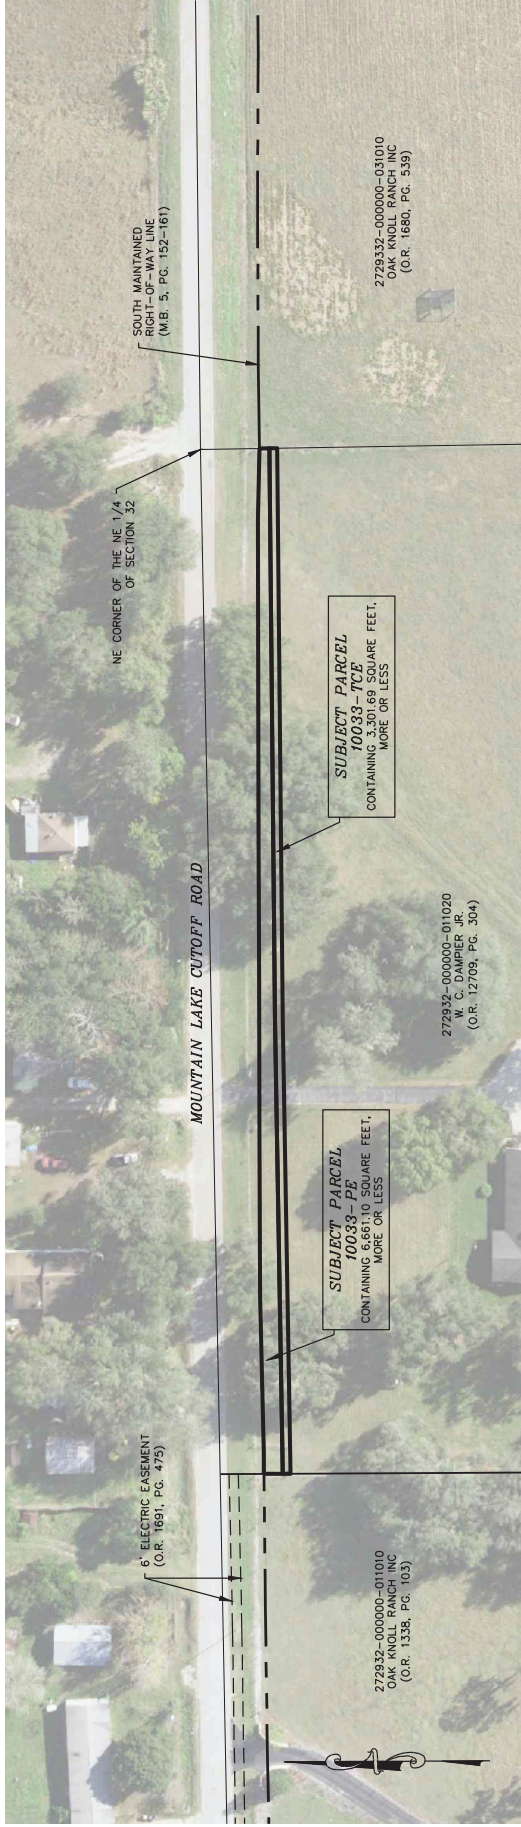 6' ELECTRIC EASEMENT
(O.R. 1691, PG. 475)
MOUNTAIN LAKE CUTOFF ROAD
NE CORNER OF THE NE 1/4
OF SECTION 32
SOUTH MAINTAINED
RIGHT-OF-WAY LINE
(M.B. 5, PG. 152-161)
SUBJECT PARCEL
10033-PE
CONTAINING 6,661.10 SQUARE FEET,
MORE OR LESS
SUBJECT PARCEL
10033-TCE
CONTAINING 3,301.69 SQUARE FEET,
MORE OR LESS
272932-000000-011010
OAK KNOLL RANCH INC
(O.R. 1338, PG. 103)
272932-000000-011020
W. C. DAMPIER JR.
(O.R. 12709, PG. 304)
2729332-000000-031010
OAK KNOLL RANCH INC
(O.R. 1680, PG. 539)